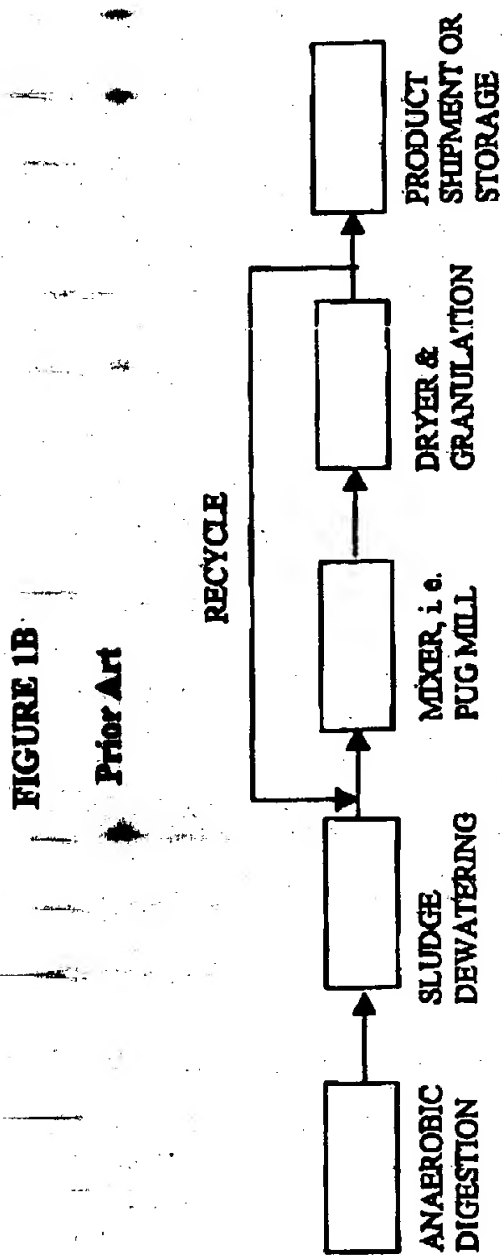 FIGURE 1B
Prior Art
RECYCLE
ANAEROBIC
DIGESTION
SLUDGE
DEWATERING
MIXER, i.e.
PUG MILL
DRYER &
GRANULATION
PRODUCT
SHIPMENT OR
STORAGE